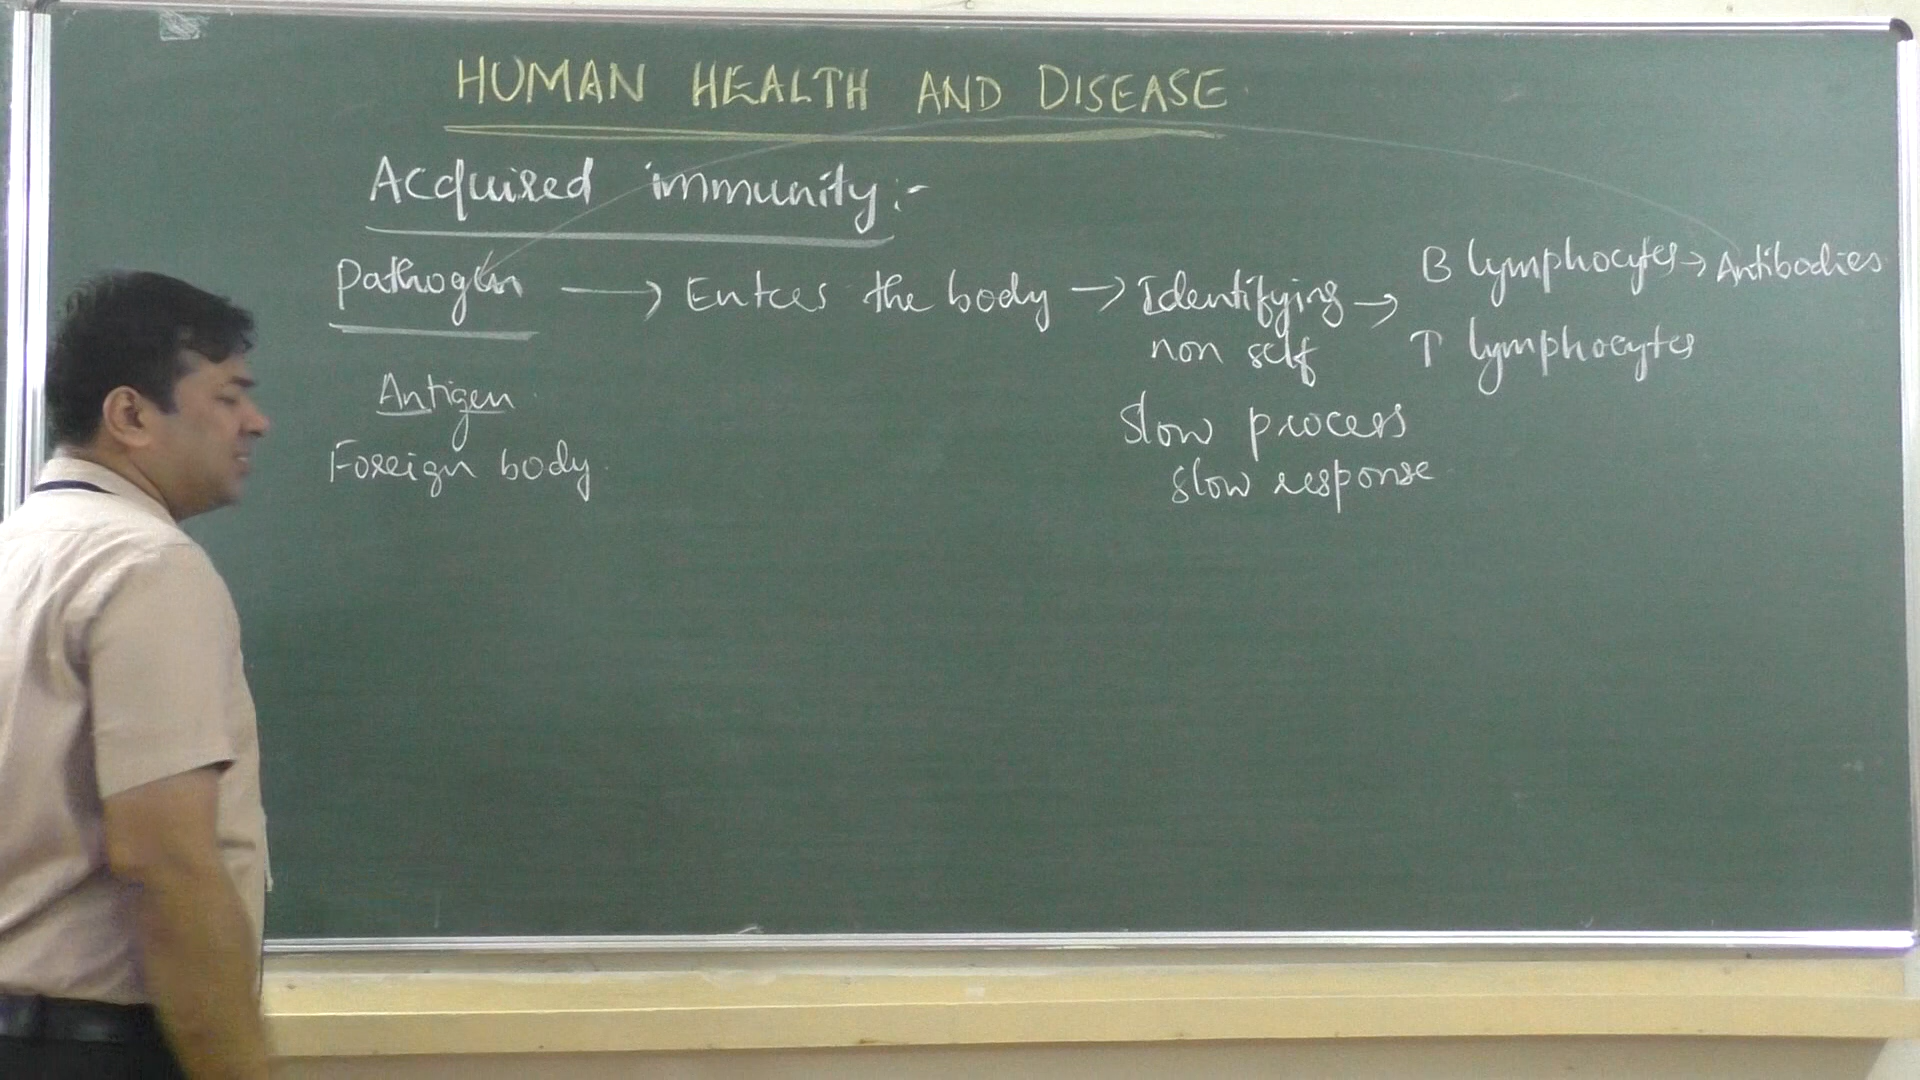 HUMAN HEALTH AND DISEASE
Acquired immunity :-
Pathogen → Enters the body → Identifying → B lymphocytes → Antibodies
non self T lymphocytes
Antigen
Foreign body.
Slow process
slow response